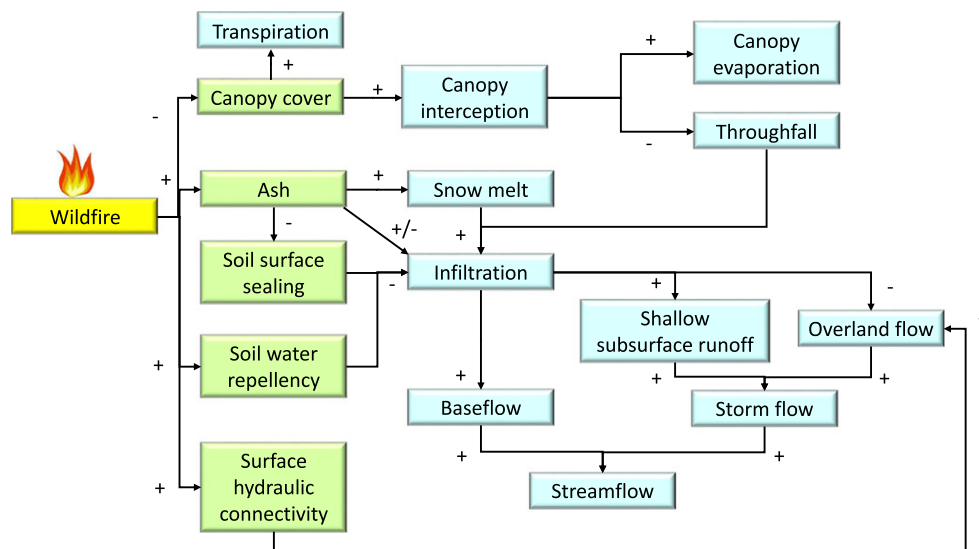 Transpiration
+
Canopy cover
+
Canopy
interception
+
Canopy
evaporation
-
Throughfall
-
Wildfire
+
Ash
+
Snow melt
-
+/-
+
Soil surface
sealing
-
Infiltration
+
-
Shallow
subsurface runoff
Overland flow
+
Soil water
repellency
+
Baseflow
+
+
Storm flow
+
+
Streamflow
+
Surface
hydraulic
connectivity